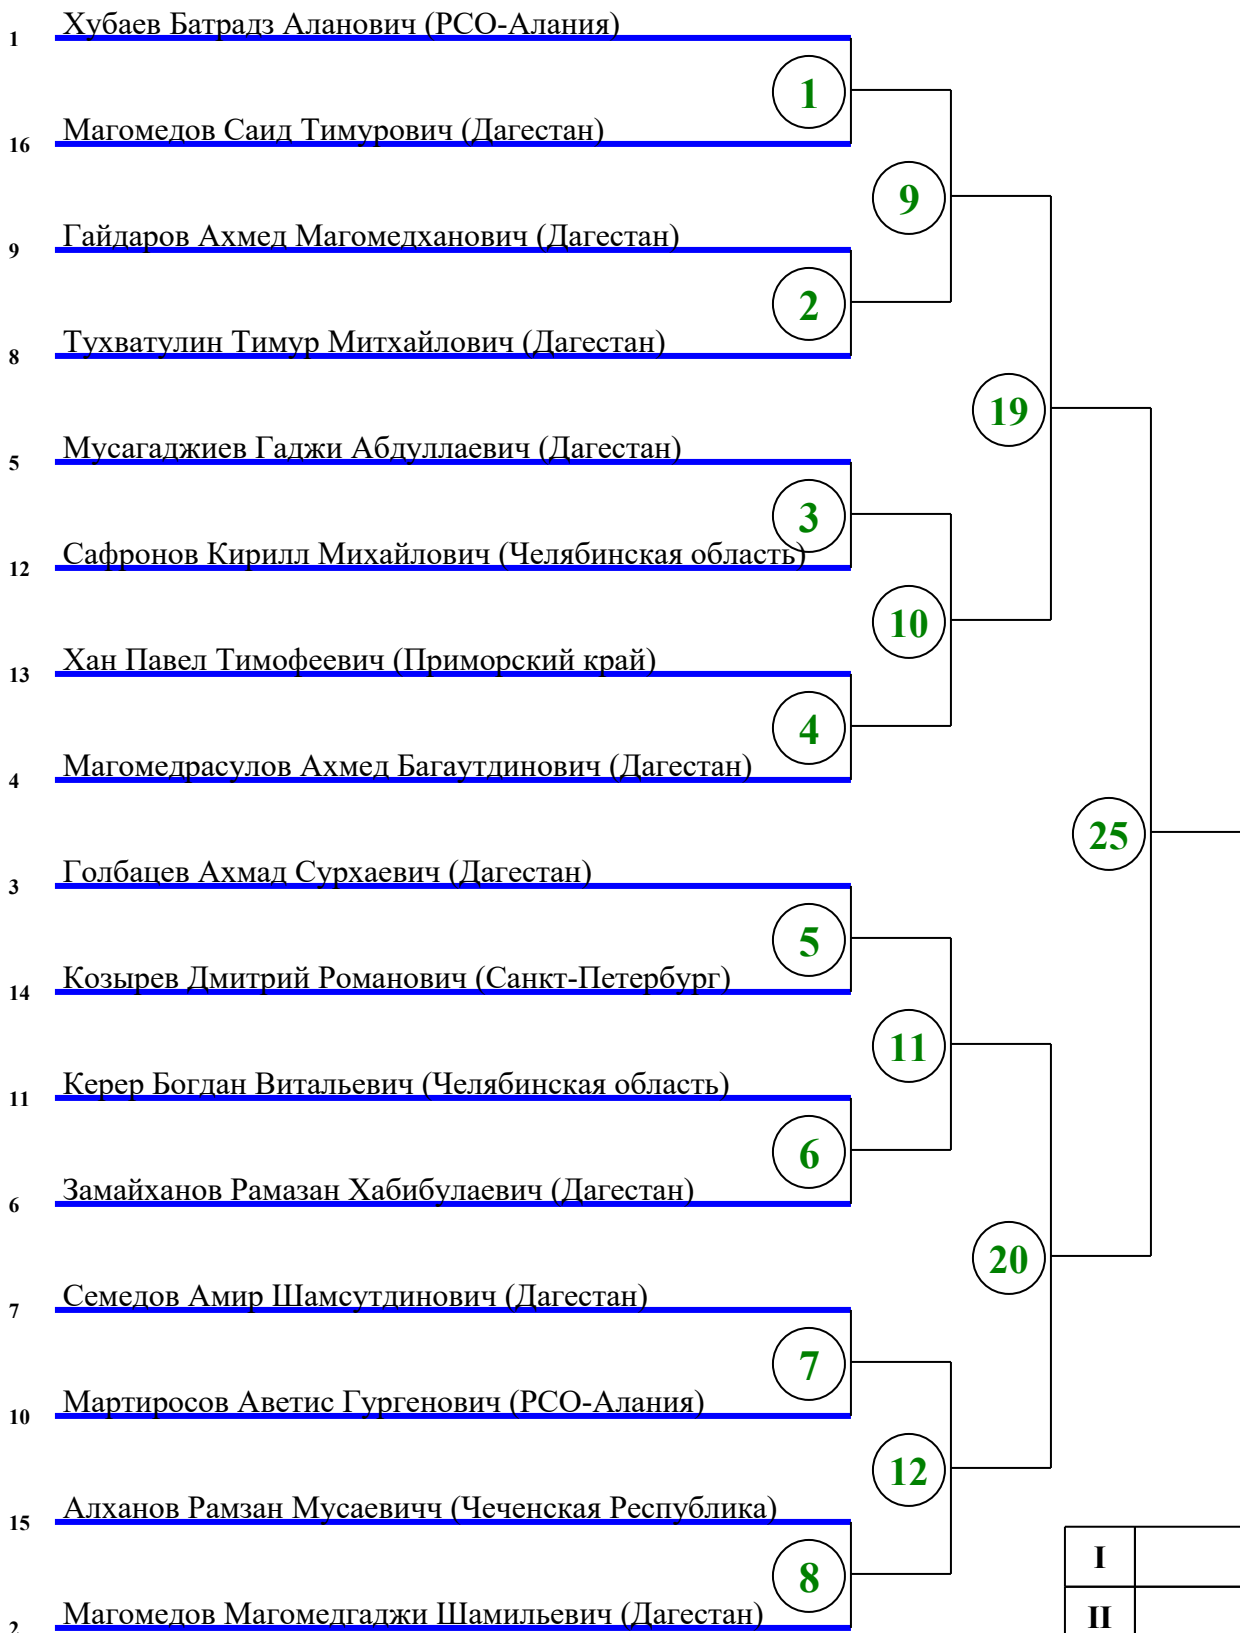 1 Хубаев Батрадз Аланович (РСО-Алания)
1
16 Магомедов Саид Тимурович (Дагестан)
9
9 Гайдаров Ахмед Магомедханович (Дагестан)
2
8 Тухватулин Тимур Митхайлович (Дагестан)
19
5 Мусагаджиев Гаджи Абдуллаевич (Дагестан)
3
12 Сафронов Кирилл Михайлович (Челябинская область)
10
13 Хан Павел Тимофеевич (Приморский край)
4
4 Магомедрасулов Ахмед Багаутдинович (Дагестан)
25
3 Голбацев Ахмад Сурхаевич (Дагестан)
5
14 Козырев Дмитрий Романович (Санкт-Петербург)
11
11 Керер Богдан Витальевич (Челябинская область)
6
6 Замайханов Рамазан Хабибулаевич (Дагестан)
20
7 Семедов Амир Шамсутдинович (Дагестан)
7
10 Мартиросов Аветис Гургенович (РСО-Алания)
12
15 Алханов Рамзан Мусаевичч (Чеченская Республика)
I
8
2 Магомедов Магомедгаджи Шамильевич (Дагестан)
II